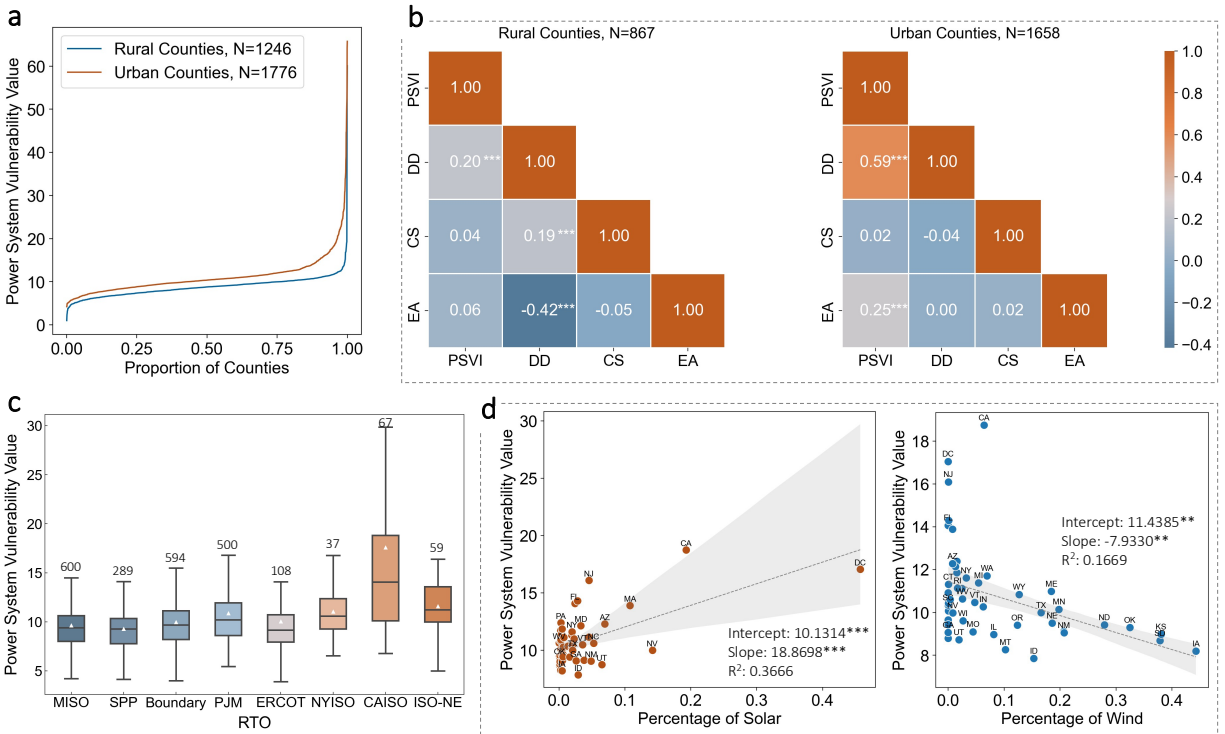 a
Power System Vulnerability Value
60
50
40
30
20
10
0
Rural Counties, N=1246
Urban Counties, N=1776
0.00 0.25 0.50 0.75 1.00
Proportion of Counties
b
Rural Counties, N=867
PSVI
DD
CS
EA
1.00
0.20 *** 1.00
0.04 0.19 *** 1.00
0.06 -0.42*** -0.05 1.00
PSVI DD CS EA
Urban Counties, N=1658
PSVI
DD
CS
EA
1.00
0.59*** 1.00
0.02 -0.04 1.00
0.25*** 0.00 0.02 1.00
PSVI DD CS EA
1.0
0.8
0.6
0.4
0.2
0.0
−0.2
−0.4
c
Power System Vulnerability Value
30
25
20
15
10
5
600 289 594 500 108 37 67 59
MISO SPP Boundary PJM ERCOT NYISO CAISO ISO-NE
RTO
d
Power System Vulnerability Value
25
20
15
10
CA
DC
NJ
FL
MA
PA
MD
AZ
NY
NC
NV
NM
UT
ID
Intercept: 10.1314***
Slope: 18.8698***
R²: 0.3666
0.0 0.1 0.2 0.3 0.4
Percentage of Solar
Power System Vulnerability Value
18
16
14
12
10
8
CA
DC
NJ
FL
AZ
NY
WA
CT
RI
MI
WY
ME
WV
VT
IN
TX
MN
NV
WI
OR
NE
ND
OK
KS
GA
UT
MO
IL
NM
SD
MT
ID
IA
Intercept: 11.4385**
Slope: -7.9330**
R²: 0.1669
0.0 0.1 0.2 0.3 0.4
Percentage of Wind